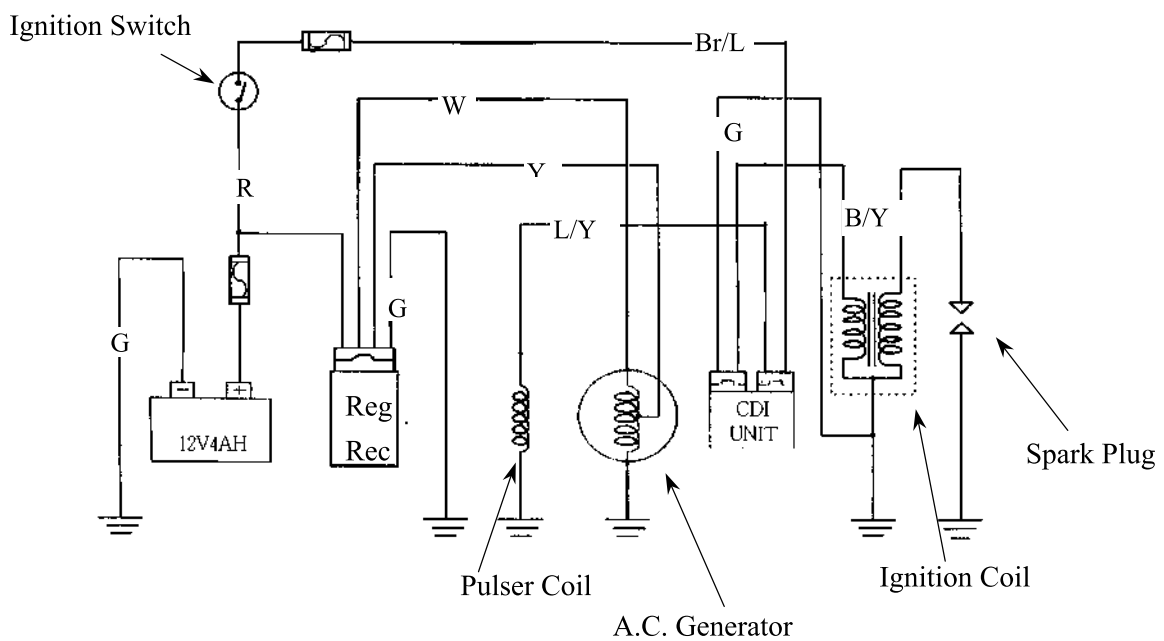 Ignition Switch
Br/L
W
G
Y
R
B/Y
L/Y
G
G
- +
12V4AH
Reg
Rec
CDI
UNIT
Spark Plug
Pulser Coil
Ignition Coil
A.C. Generator